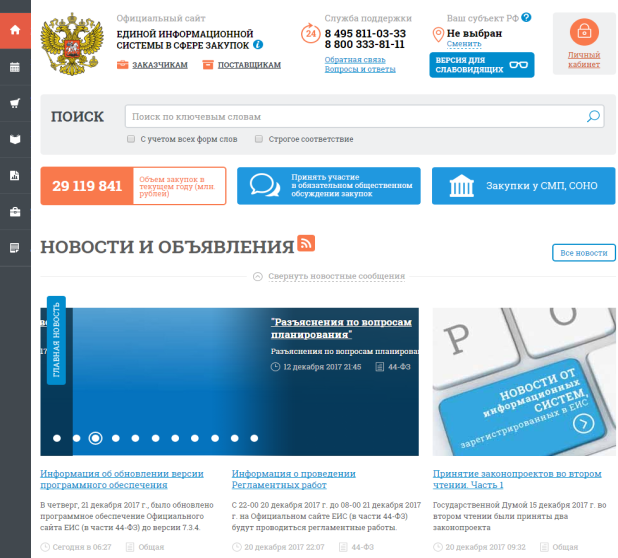 Официальный сайт
ЕДИНОЙ ИНФОРМАЦИОННОЙ
СИСТЕМЫ В СФЕРЕ ЗАКУПОК
ЗАКАЗЧИКАМ
ПОСТАВЩИКАМ
24
Служба поддержки
8 495 811-03-33
8 800 333-81-11
Обратная связь
Вопросы и ответы
Ваш субъект РФ ?
Не выбран
Сменить
ВЕРСИЯ ДЛЯ
СЛАБОВИДЯЩИХ
Личный
кабинет
ПОИСК
Поиск по ключевым словам
С учетом всех форм слов
Строгое соответствие
29 119 841
Объем закупок в
текущем году (млн.
рублей)
Принять участие
в обязательном общественном
обсуждении закупок
Закупки у СМП, СОНО
НОВОСТИ И ОБЪЯВЛЕНИЯ
Все новости
Свернуть новостные сообщения
ГЛАВНАЯ НОВОСТЬ
"Разъяснения по вопросам
планирования"
Разъяснения по вопросам планирова
12 декабря 2017 21:45
44-ФЗ
НОВОСТИ ОТ
информационных
СИСТЕМ,
зарегистрированных в ЕИС
Информация об обновлении версии
программного обеспечения
В четверг, 21 декабря 2017 г., было обновлено
программное обеспечение Официального
сайта ЕИС (в части 44-ФЗ) до версии 7.3.4.
Сегодня в 06:27
Общая
Информация о проведении
Регламентных работ
С 22-00 20 декабря 2017 г. до 08-00 21 декабря 2017
г. на Официальном сайте ЕИС (в части 44-ФЗ)
будут проводиться регламентные работы.
20 декабря 2017 22:07
44-ФЗ
Принятие законопроектов во втором
чтении. Часть 1
Государственной Думой 15 декабря 2017 г. во
втором чтении были приняты два
законопроекта
20 декабря 2017 09:32
Общая